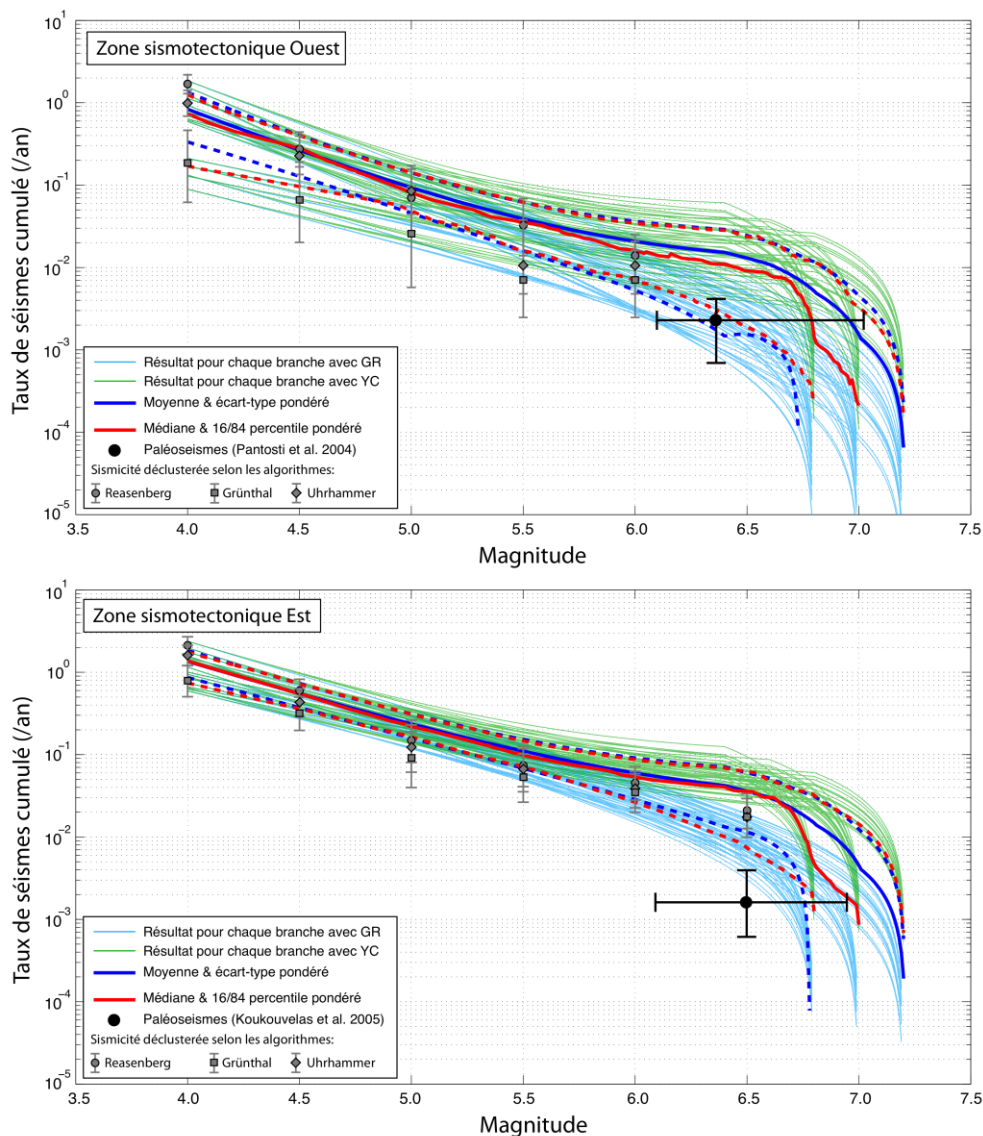 Zone sismotectonique Ouest
Taux de séismes cumulé (/an)
10^1
10^0
10^-1
10^-2
10^-3
10^-4
10^-5
Résultat pour chaque branche avec GR
Résultat pour chaque branche avec YC
Moyenne & écart-type pondéré
Médiane & 16/84 percentile pondéré
Paléoseismes (Pantosti et al. 2004)
Sismicité déclusterée selon les algorithmes:
Reasenberg Grünthal Uhrhammer
3.5 4.0 4.5 5.0 5.5 6.0 6.5 7.0 7.5
Magnitude
Zone sismotectonique Est
Taux de séismes cumulé (/an)
10^1
10^0
10^-1
10^-2
10^-3
10^-4
10^-5
Résultat pour chaque branche avec GR
Résultat pour chaque branche avec YC
Moyenne & écart-type pondéré
Médiane & 16/84 percentile pondéré
Paléoseismes (Koukouvelas et al. 2005)
Sismicité déclusterée selon les algorithmes:
Reasenberg Grünthal Uhrhammer
3.5 4.0 4.5 5.0 5.5 6.0 6.5 7.0 7.5
Magnitude